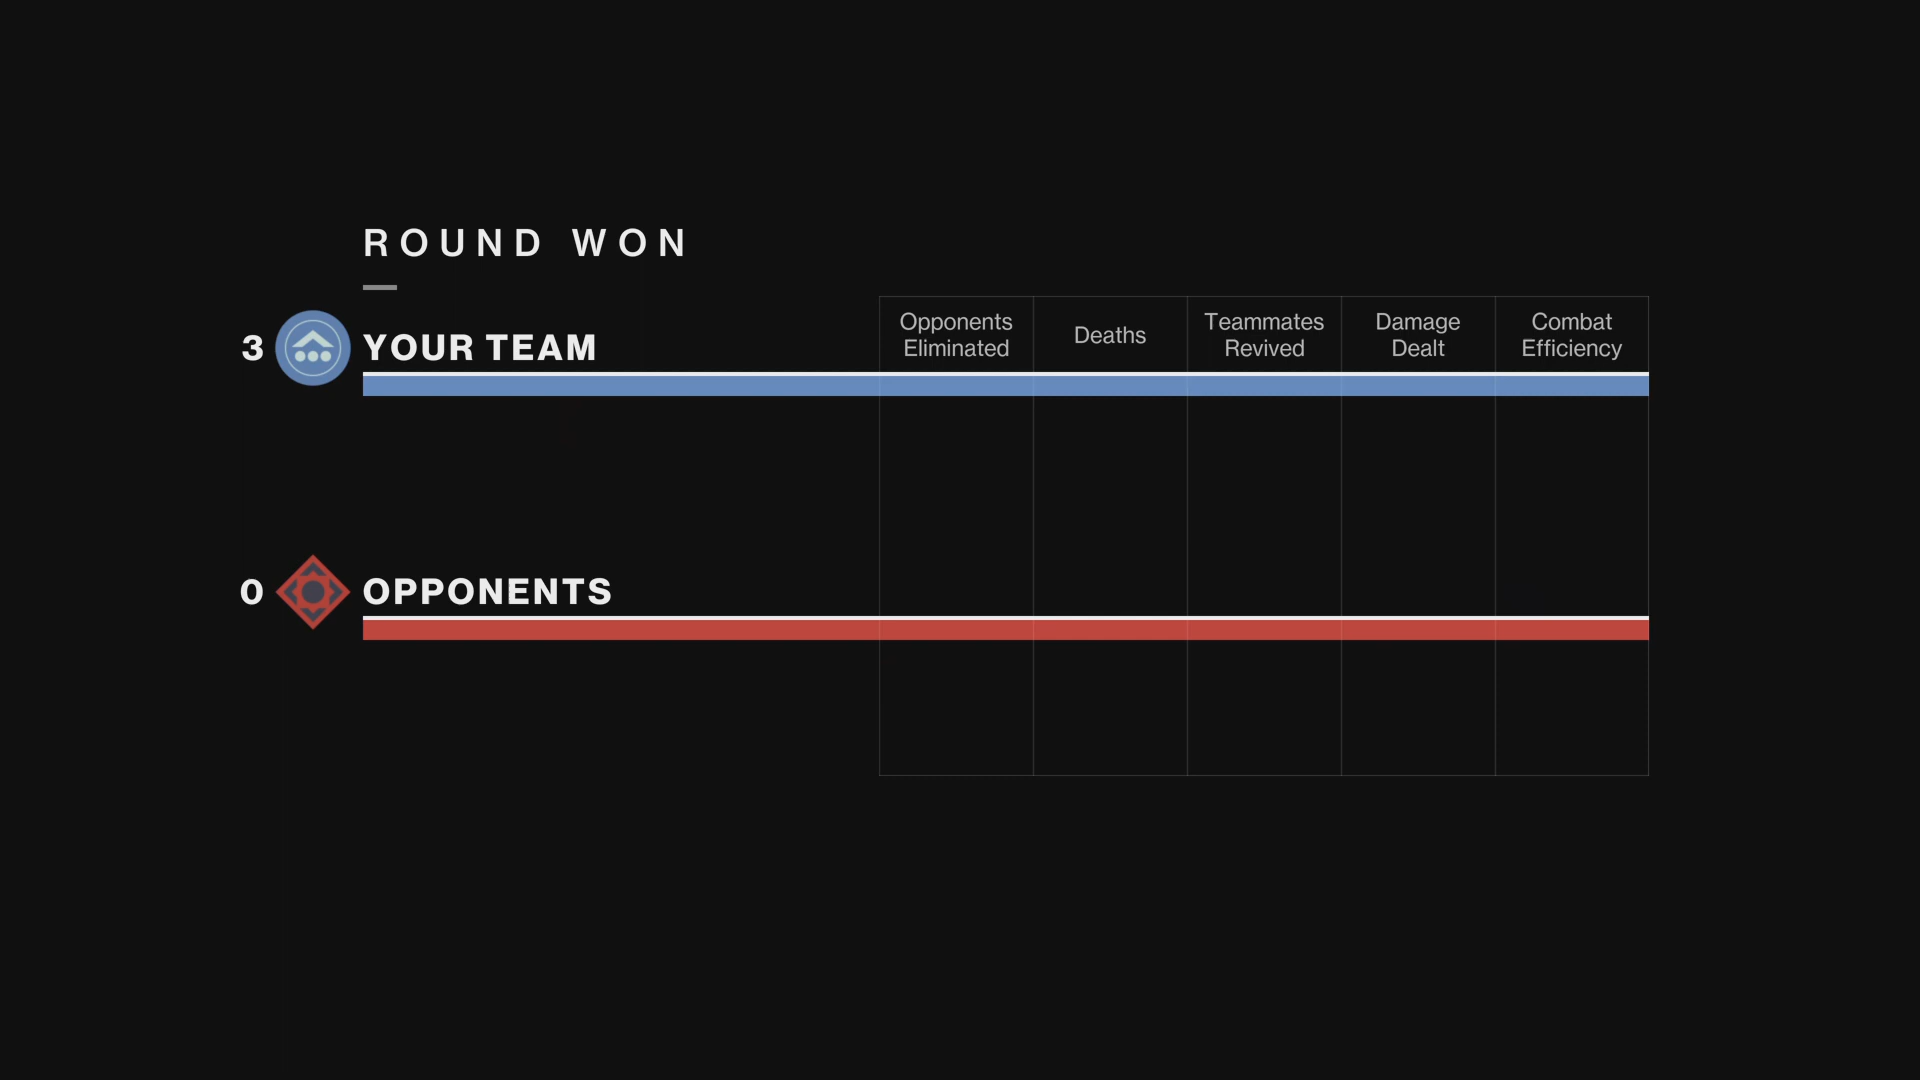 ROUND WON
3 YOUR TEAM
Opponents
Eliminated
Deaths
Teammates
Revived
Damage
Dealt
Combat
Efficiency
0 OPPONENTS